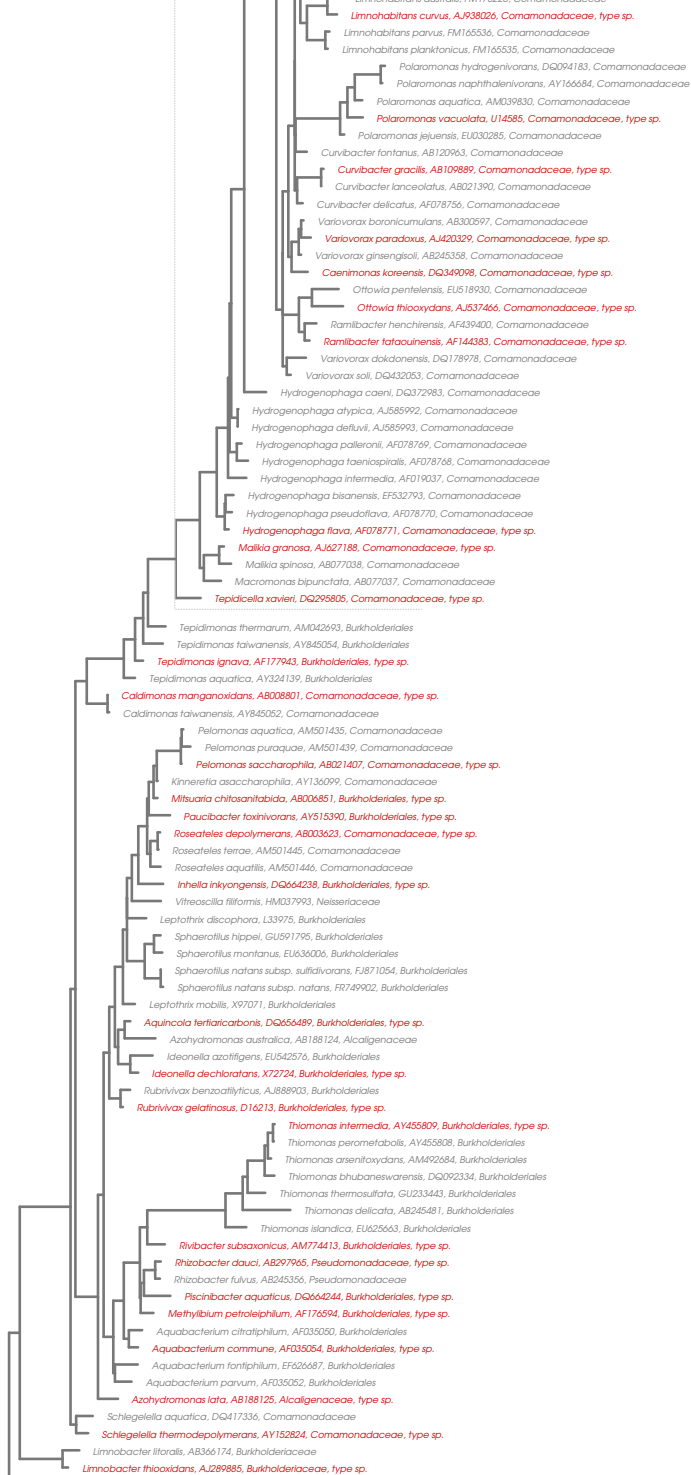 Limnohabitans curvus, AJ938026, Comamonadaceae, type sp.
Limnohabitans parvus, FM165536, Comamonadaceae
Limnohabitans planktonicus, FM165535, Comamonadaceae
Polaromonas hydrogenivorans, DQ094183, Comamonadaceae
Polaromonas naphthalenivorans, AY166684, Comamonadaceae
Polaromonas aquatica, AM039830, Comamonadaceae
Polaromonas vacuolata, U14585, Comamonadaceae, type sp.
Polaromonas jejuensis, EU030285, Comamonadaceae
Curvibacter fontanus, AB120963, Comamonadaceae
Curvibacter gracilis, AB109889, Comamonadaceae, type sp.
Curvibacter lanceolatus, AB021390, Comamonadaceae
Curvibacter delicatus, AF078756, Comamonadaceae
Variovorax boronicumulans, AB300597, Comamonadaceae
Variovorax paradoxus, AJ420329, Comamonadaceae, type sp.
Variovorax ginsengisoli, AB245358, Comamonadaceae
Caenimonas koreensis, DQ349098, Comamonadaceae, type sp.
Ottowia pentelensis, EU518930, Comamonadaceae
Ottowia thiooxydans, AJ537466, Comamonadaceae, type sp.
Ramlibacter henchirensis, AF439400, Comamonadaceae
Ramlibacter tataouinensis, AF144383, Comamonadaceae, type sp.
Variovorax dokdonensis, DQ178978, Comamonadaceae
Variovorax soli, DQ432053, Comamonadaceae
Hydrogenophaga caeni, DQ372983, Comamonadaceae
Hydrogenophaga atypica, AJ585992, Comamonadaceae
Hydrogenophaga defluvii, AJ585993, Comamonadaceae
Hydrogenophaga palleronii, AF078769, Comamonadaceae
Hydrogenophaga taeniospiralis, AF078768, Comamonadaceae
Hydrogenophaga intermedia, AF019037, Comamonadaceae
Hydrogenophaga bisanensis, EF532793, Comamonadaceae
Hydrogenophaga pseudoflava, AF078770, Comamonadaceae
Hydrogenophaga flava, AF078771, Comamonadaceae, type sp.
Malikia granosa, AJ627188, Comamonadaceae, type sp.
Malikia spinosa, AB077038, Comamonadaceae
Macromonas bipunctata, AB077037, Comamonadaceae
Tepidicella xavieri, DQ295805, Comamonadaceae, type sp.
Tepidimonas thermarum, AM042693, Burkholderiales
Tepidimonas taiwanensis, AY845054, Burkholderiales
Tepidimonas ignava, AF177943, Burkholderiales, type sp.
Tepidimonas aquatica, AY324139, Burkholderiales
Caldimonas manganoxidans, AB008801, Comamonadaceae, type sp.
Caldimonas taiwanensis, AY845052, Comamonadaceae
Pelomonas aquatica, AM501435, Comamonadaceae
Pelomonas puraquae, AM501439, Comamonadaceae
Pelomonas saccharophila, AB021407, Comamonadaceae, type sp.
Kinneretia asaccharophila, AY136099, Comamonadaceae
Mitsuaria chitosanitabida, AB006851, Burkholderiales, type sp.
Paucibacter toxinivorans, AY515390, Burkholderiales, type sp.
Roseateles depolymerans, AB003623, Comamonadaceae, type sp.
Roseateles terrae, AM501445, Comamonadaceae
Roseateles aquatilis, AM501446, Comamonadaceae
Inhella inkyongensis, DQ664238, Burkholderiales, type sp.
Vitreoscilla filiformis, HM037993, Neisseriaceae
Leptothrix discophora, L33975, Burkholderiales
Sphaerotilus hippei, GU591795, Burkholderiales
Sphaerotilus montanus, EU636006, Burkholderiales
Sphaerotilus natans subsp. sulfidivorans, FJ871054, Burkholderiales
Sphaerotilus natans subsp. natans, FR749902, Burkholderiales
Leptothrix mobilis, X97071, Burkholderiales
Aquincola tertiaricarbonis, DQ656489, Burkholderiales, type sp.
Azohydromonas australica, AB188124, Alcaligenaceae
Ideonella azotifigens, EU542576, Burkholderiales
Ideonella dechloratans, X72724, Burkholderiales, type sp.
Rubrivivax benzoatilyticus, AJ888903, Burkholderiales
Rubrivivax gelatinosus, D16213, Burkholderiales, type sp.
Thiomonas intermedia, AY455809, Burkholderiales, type sp.
Thiomonas perometabolis, AY455808, Burkholderiales
Thiomonas arsenitoxydans, AM492684, Burkholderiales
Thiomonas bhubaneswarensis, DQ092334, Burkholderiales
Thiomonas thermosulfata, GU233443, Burkholderiales
Thiomonas delicata, AB245481, Burkholderiales
Thiomonas islandica, EU625663, Burkholderiales
Rivibacter subsaxonicus, AM774413, Burkholderiales, type sp.
Rhizobacter dauci, AB297965, Pseudomonadaceae, type sp.
Rhizobacter fulvus, AB245356, Pseudomonadaceae
Piscinibacter aquaticus, DQ664244, Burkholderiales, type sp.
Methylibium petroleiphilum, AF176594, Burkholderiales, type sp.
Aquabacterium citratiphilum, AF035050, Burkholderiales
Aquabacterium commune, AF035054, Burkholderiales, type sp.
Aquabacterium fontiphilum, EF626687, Burkholderiales
Aquabacterium parvum, AF035052, Burkholderiales
Azohydromonas lata, AB188125, Alcaligenaceae, type sp.
Schlegelella aquatica, DQ417336, Comamonadaceae
Schlegelella thermodepolymerans, AY152824, Comamonadaceae, type sp.
Limnobacter litoralis, AB366174, Burkholderiaceae
Limnobacter thiooxidans, AJ289885, Burkholderiaceae, type sp.